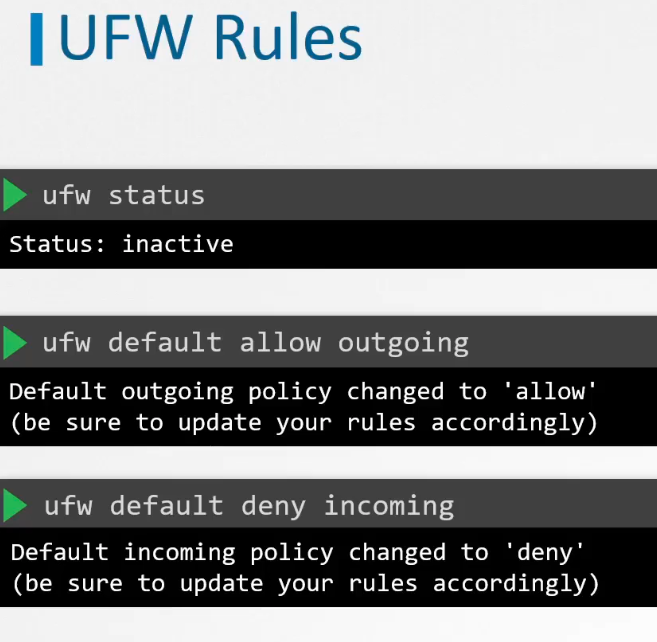 UFW Rules
ufw status
Status: inactive
ufw default allow outgoing
Default outgoing policy changed to 'allow'
(be sure to update your rules accordingly)
ufw default deny incoming
Default incoming policy changed to 'deny'
(be sure to update your rules accordingly)